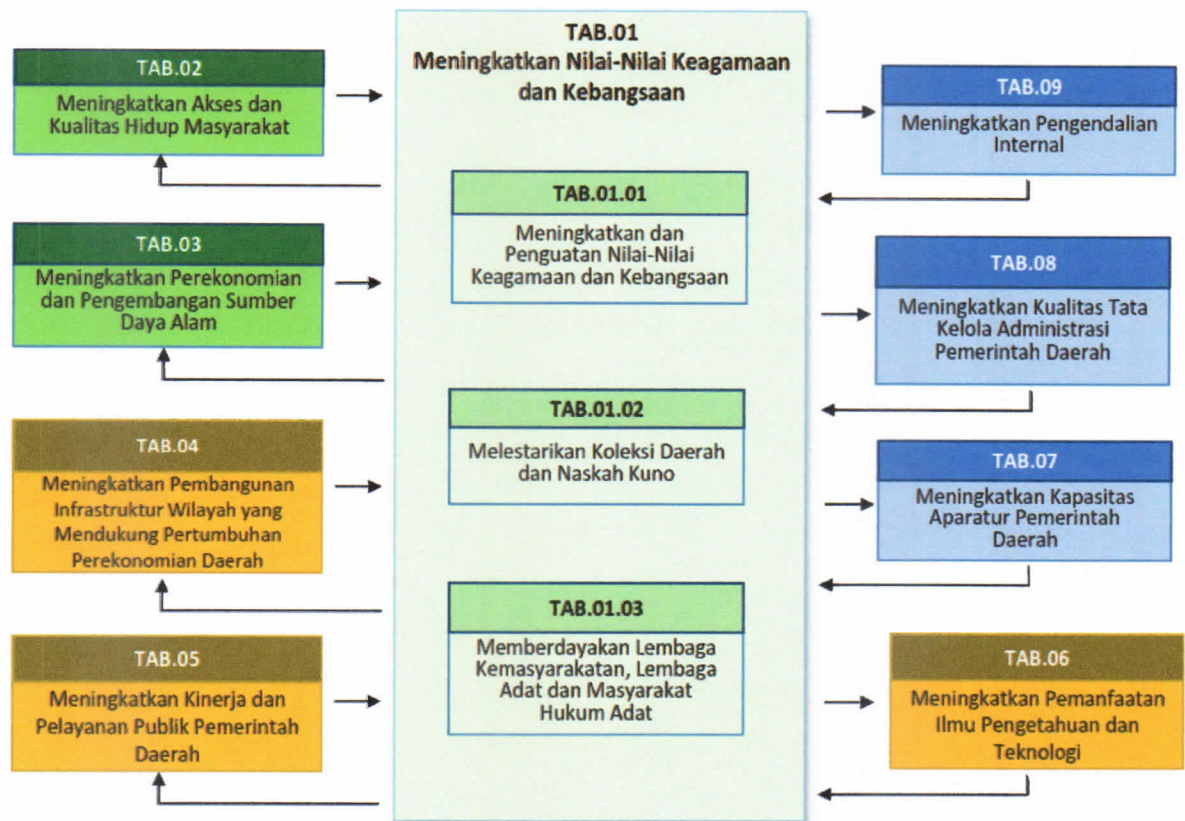 TAB.01
Meningkatkan Nilai-Nilai Keagamaan
dan Kebangsaan
TAB.02
Meningkatkan Akses dan
Kualitas Hidup Masyarakat
TAB.03
Meningkatkan Perekonomian
dan Pengembangan Sumber
Daya Alam
TAB.04
Meningkatkan Pembangunan
Infrastruktur Wilayah yang
Mendukung Pertumbuhan
Perekonomian Daerah
TAB.05
Meningkatkan Kinerja dan
Pelayanan Publik Pemerintah
Daerah
TAB.01.01
Meningkatkan dan
Penguatan Nilai-Nilai
Keagamaan dan Kebangsaan
TAB.01.02
Melestarikan Koleksi Daerah
dan Naskah Kuno
TAB.01.03
Memberdayakan Lembaga
Kemasyarakatan, Lembaga
Adat dan Masyarakat
Hukum Adat
TAB.09
Meningkatkan Pengendalian
Internal
TAB.08
Meningkatkan Kualitas Tata
Kelola Administrasi
Pemerintah Daerah
TAB.07
Meningkatkan Kapasitas
Aparatur Pemerintah
Daerah
TAB.06
Meningkatkan Pemanfaatan
Ilmu Pengetahuan dan
Teknologi